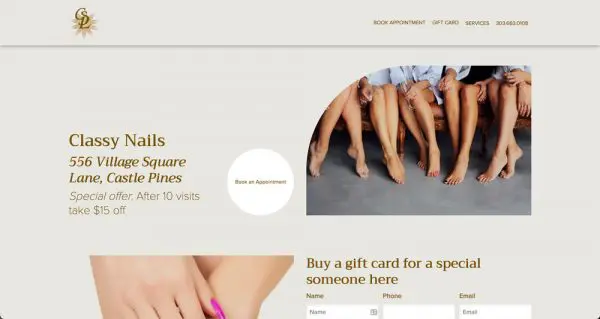 BOOK APPOINTMENT GIFT CARD SERVICES 303.663.0108
Classy Nails
556 Village Square
Lane, Castle Pines
Special offer: After 10 visits
take $15 off
Book an Appointment
Buy a gift card for a special
someone here
Name Phone Email
Name Email